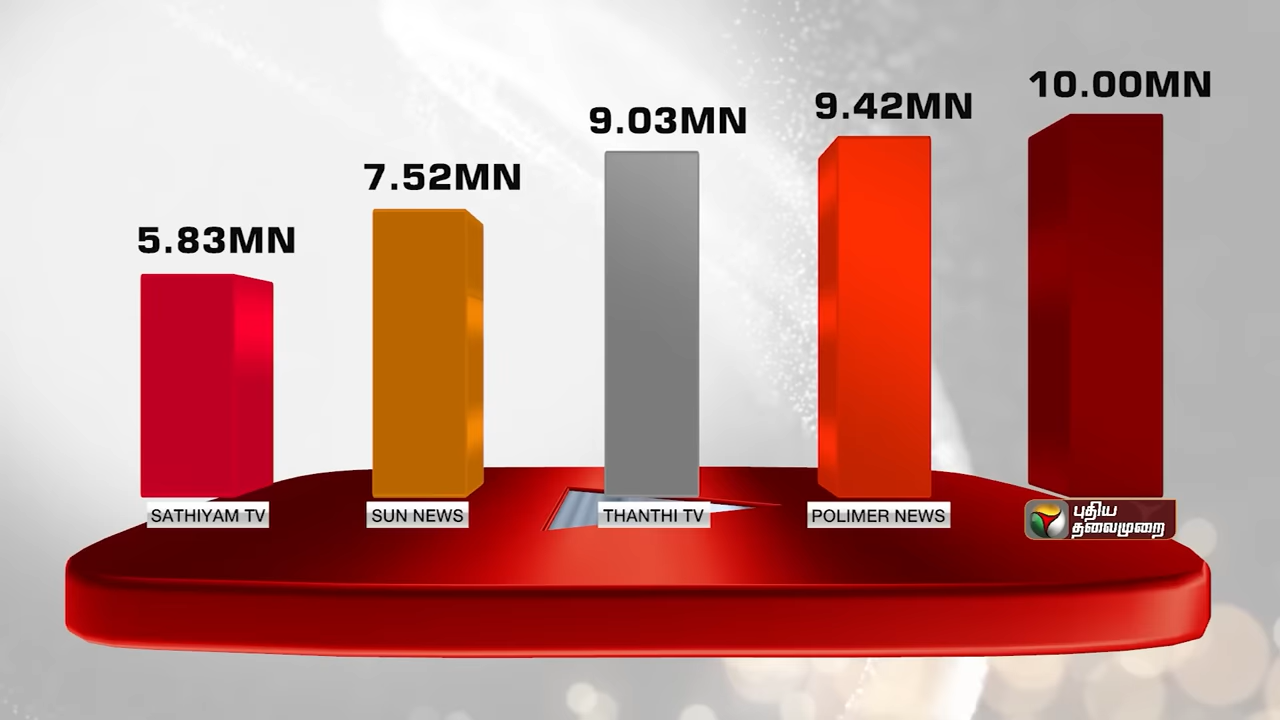 5.83MN
7.52MN
9.03MN
9.42MN
10.00MN
SATHIYAM TV
SUN NEWS
THANTHI TV
POLIMER NEWS
புதிய
தலைமுறை